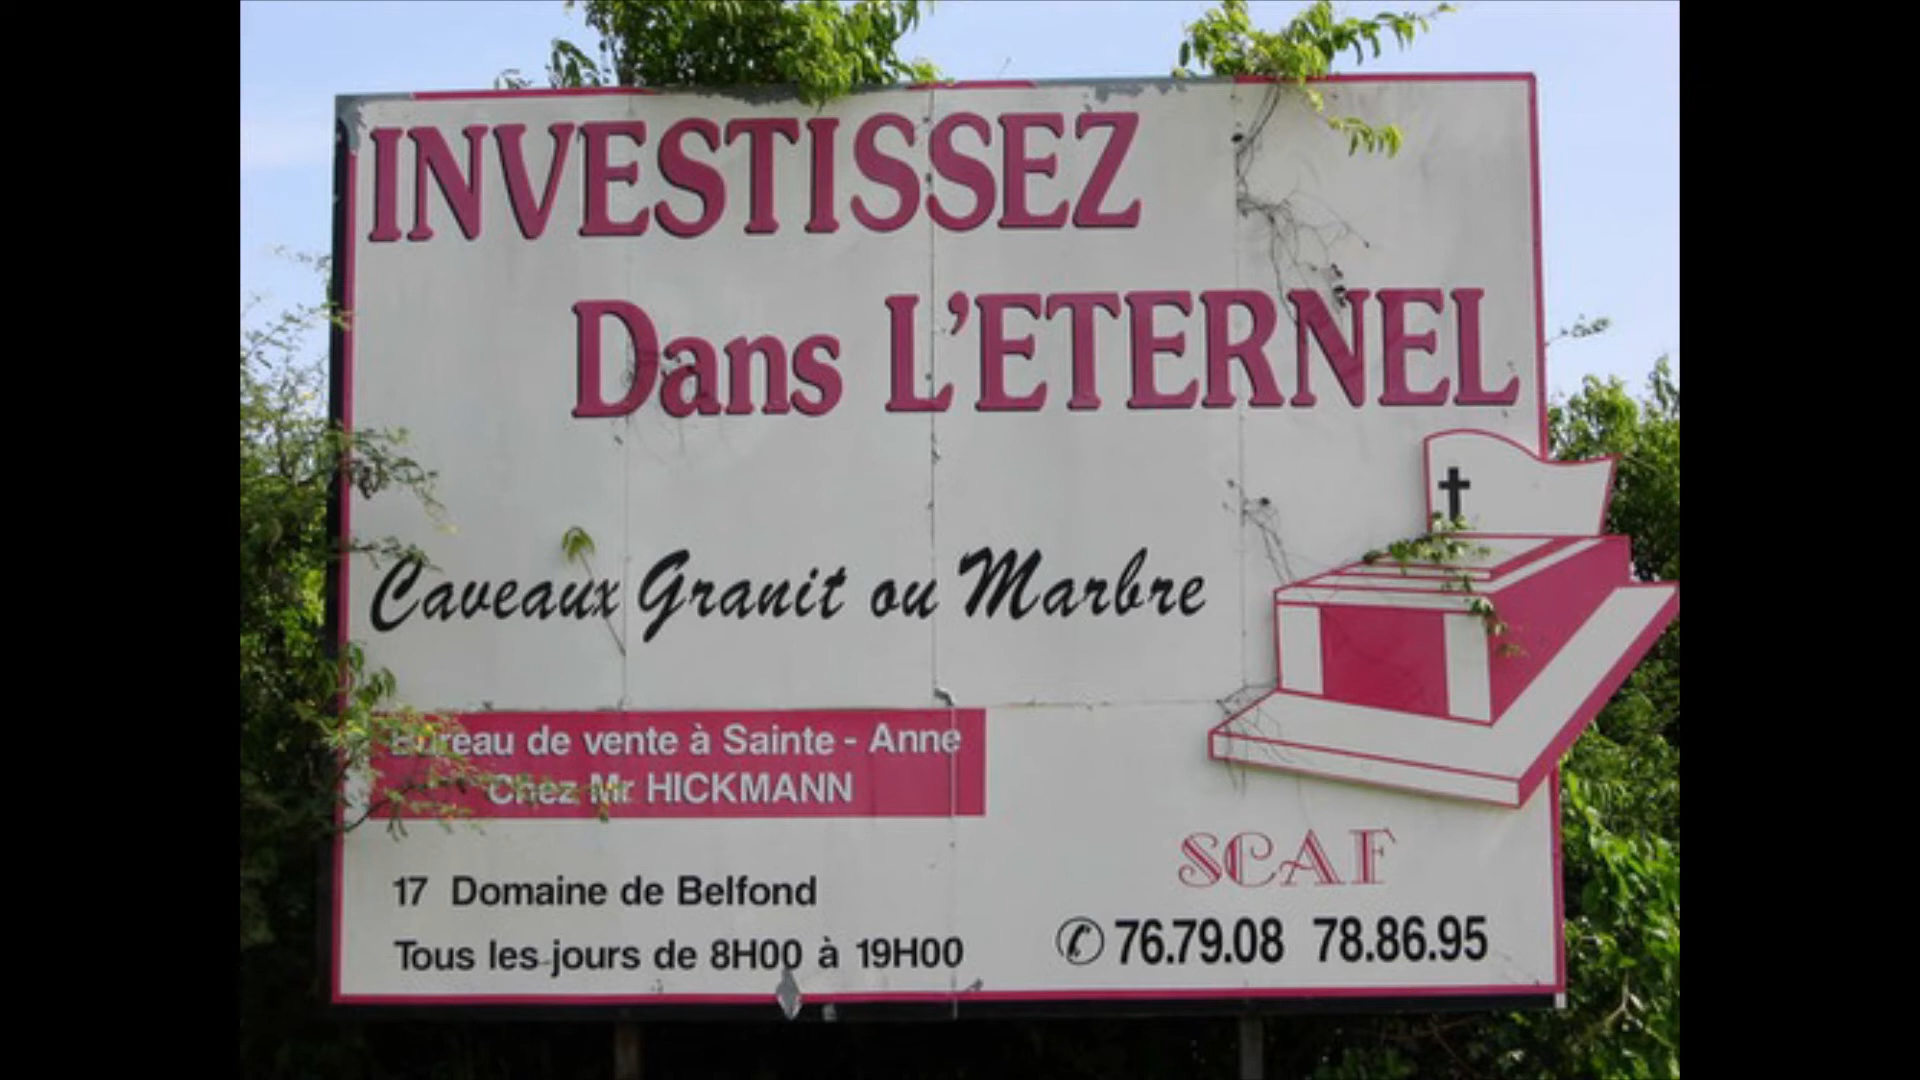 INVESTISSEZ
Dans L'ETERNEL
Caveaux Granit ou Marbre
Bureau de vente à Sainte - Anne
Chez Mr HICKMANN
17 Domaine de Belfond
Tous les jours de 8H00 à 19H00
SCAF
76.79.08 78.86.95